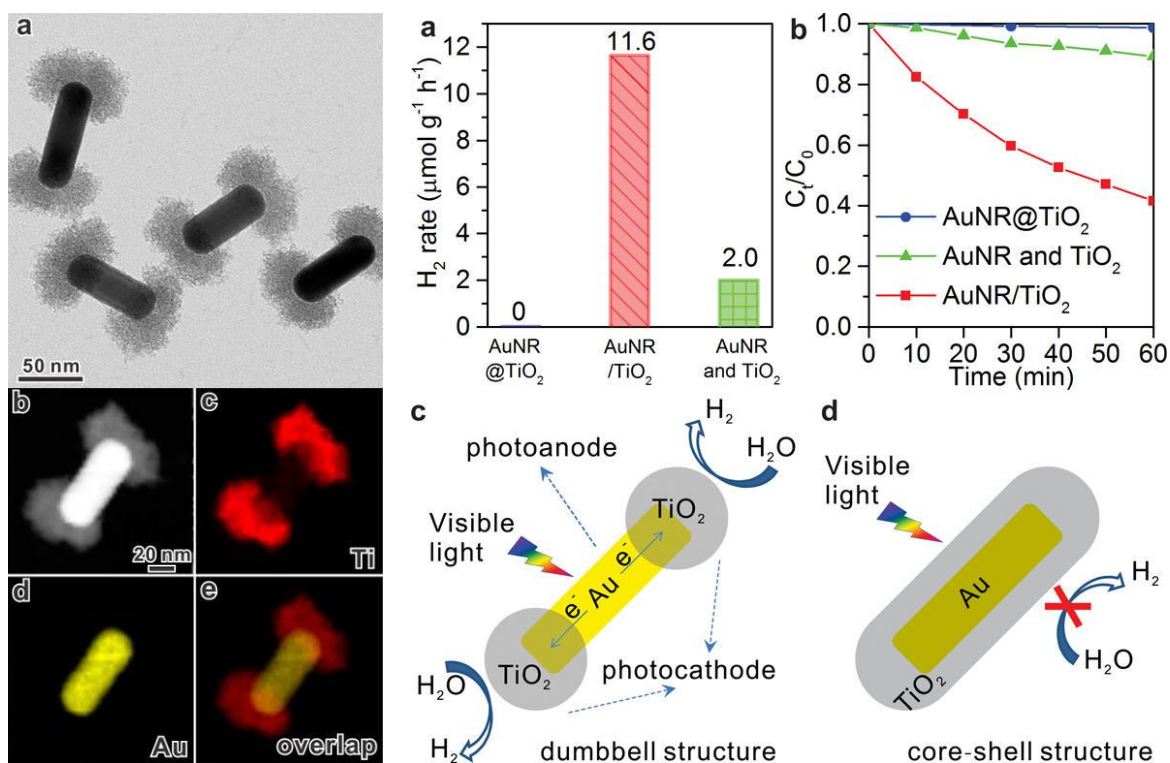 a
50 nm
b
20 nm
c
Ti
d
Au
e
overlap
a
H₂ rate (μmol g⁻¹ h⁻¹)
12
10
8
6
4
2
0
0
11.6
2.0
AuNR
@TiO₂
AuNR
/TiO₂
AuNR
and TiO₂
b
Cₜ/C₀
1.0
0.8
0.6
0.4
0.2
0.0
AuNR@TiO₂
AuNR and TiO₂
AuNR/TiO₂
0 10 20 30 40 50 60
Time (min)
c
photoanode
H₂
H₂O
Visible
light
TiO₂
e⁻
Au
e⁻
TiO₂
photocathode
H₂O
H₂
dumbbell structure
d
Visible
light
Au
TiO₂
H₂
H₂O
core-shell structure